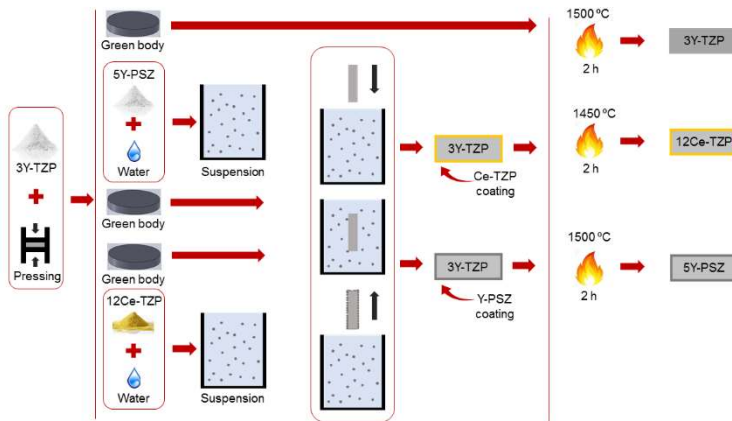 3Y-TZP
Pressing
Green body
5Y-PSZ
Water
Suspension
Green body
Green body
12Ce-TZP
Water
Suspension
3Y-TZP
Ce-TZP
coating
3Y-TZP
Y-PSZ
coating
1500 ºC
2 h
3Y-TZP
1450 ºC
2 h
12Ce-TZP
1500 ºC
2 h
5Y-PSZ